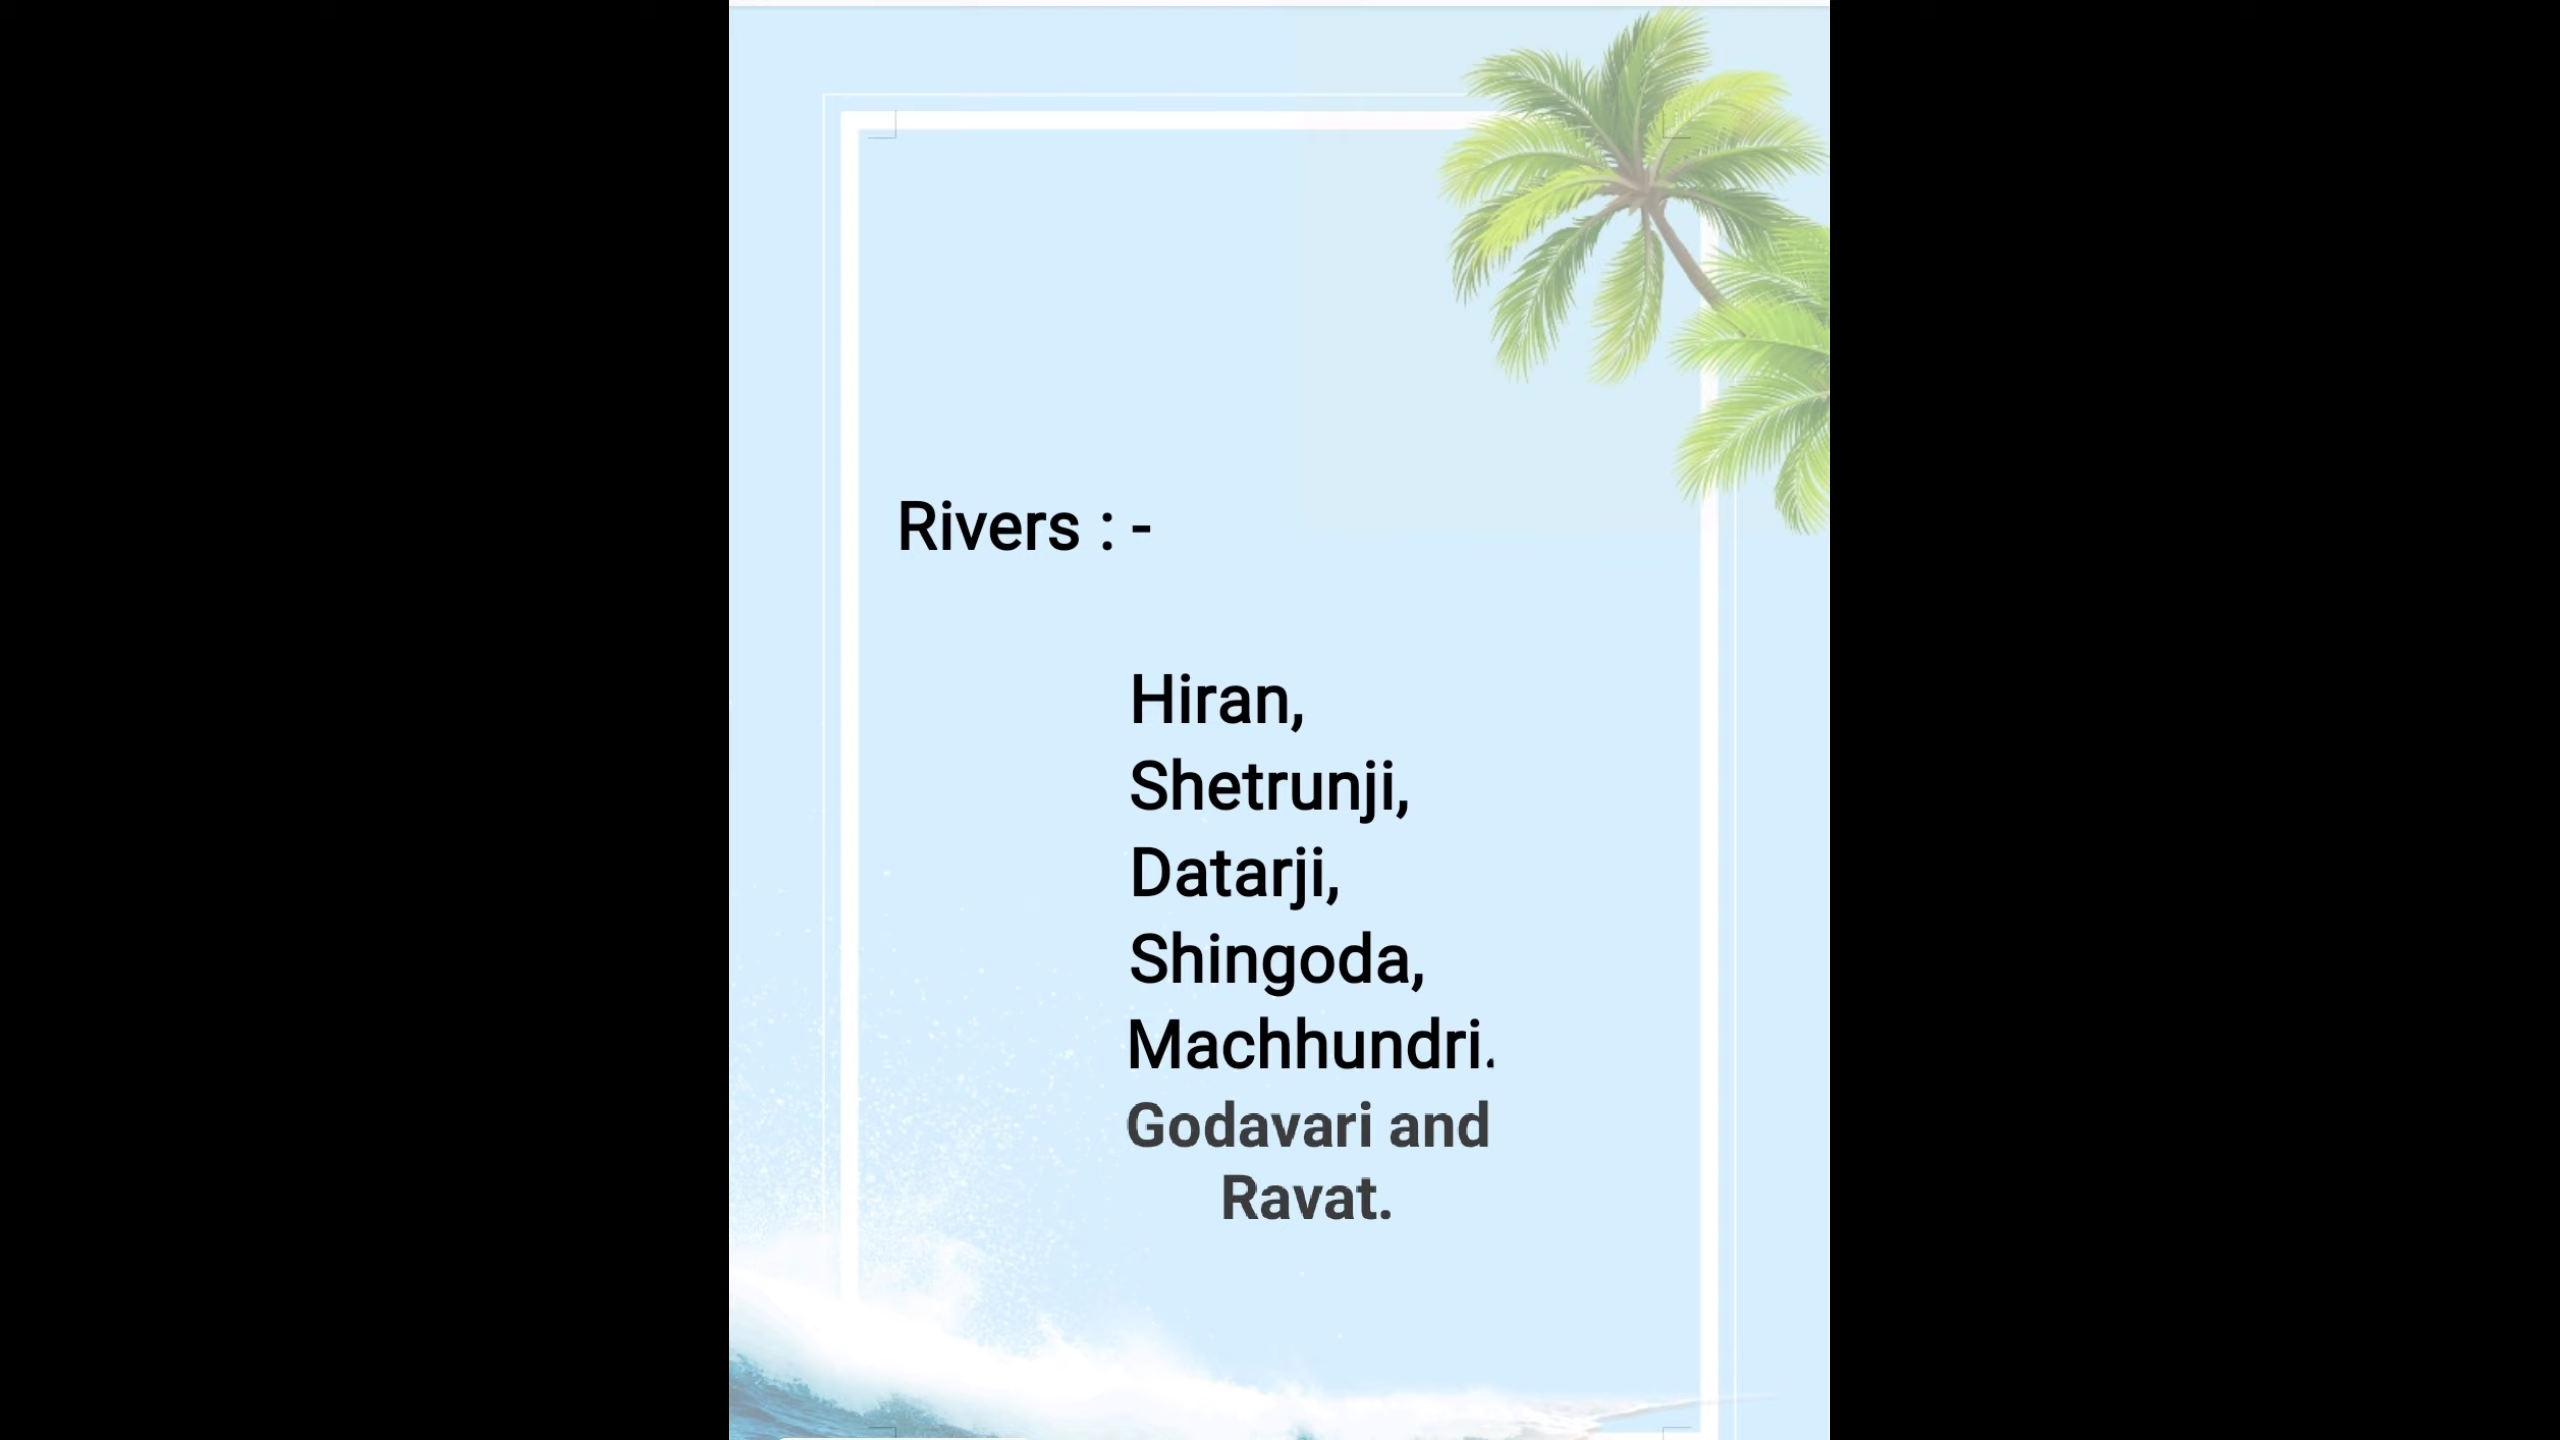 Rivers : -
Hiran,
Shetrunji,
Datarji,
Shingoda,
Machhundri.
Godavari and
Ravat.